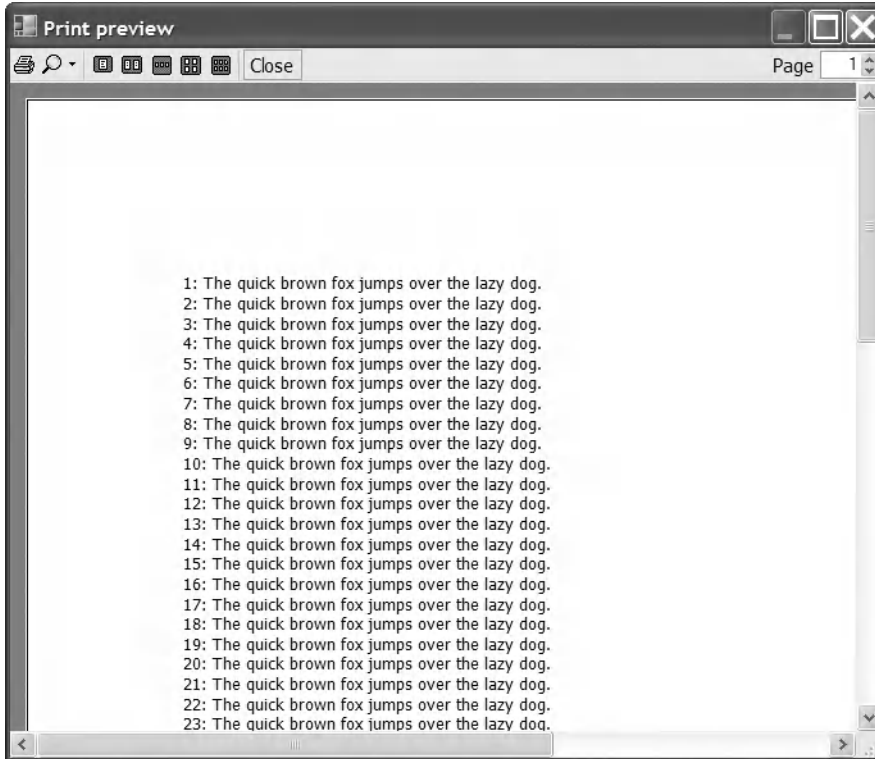 Print preview
Close
Page 1
1: The quick brown fox jumps over the lazy dog.
2: The quick brown fox jumps over the lazy dog.
3: The quick brown fox jumps over the lazy dog.
4: The quick brown fox jumps over the lazy dog.
5: The quick brown fox jumps over the lazy dog.
6: The quick brown fox jumps over the lazy dog.
7: The quick brown fox jumps over the lazy dog.
8: The quick brown fox jumps over the lazy dog.
9: The quick brown fox jumps over the lazy dog.
10: The quick brown fox jumps over the lazy dog.
11: The quick brown fox jumps over the lazy dog.
12: The quick brown fox jumps over the lazy dog.
13: The quick brown fox jumps over the lazy dog.
14: The quick brown fox jumps over the lazy dog.
15: The quick brown fox jumps over the lazy dog.
16: The quick brown fox jumps over the lazy dog.
17: The quick brown fox jumps over the lazy dog.
18: The quick brown fox jumps over the lazy dog.
19: The quick brown fox jumps over the lazy dog.
20: The quick brown fox jumps over the lazy dog.
21: The quick brown fox jumps over the lazy dog.
22: The quick brown fox jumps over the lazy dog.
23: The quick brown fox jumps over the lazy dog.